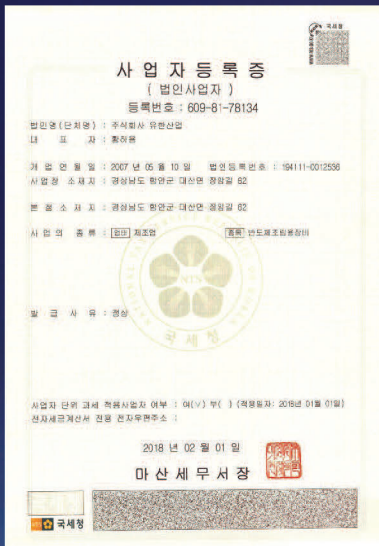 국세청
사업자등록증
( 법인사업자 )
등록번호 : 609-81-78134
법인명(단체명) : 주식회사 유한산업
대 표 자 : 황하용
개 업 연 월 일 : 2007 년 05 월 10 일 법인등록번호 : 194111-0012536
사업장 소재지 : 경상남도 함안군 대산면 장암길 62
본 점 소 재 지 : 경상남도 함안군 대산면 장암길 62
사 업 의 종 류 : 업태 제조업 종목 반도체조립용장비
NTS
국세청
발 급 사 유 : 정상
사업자 단위 과세 적용사업자 여부 : 여(∨) 부( ) (적용일자: 2018년 01월 01일)
전자세금계산서 전용 전자우편주소 :
2018 년 02 월 01 일
마산세무서장
NTS 국세청